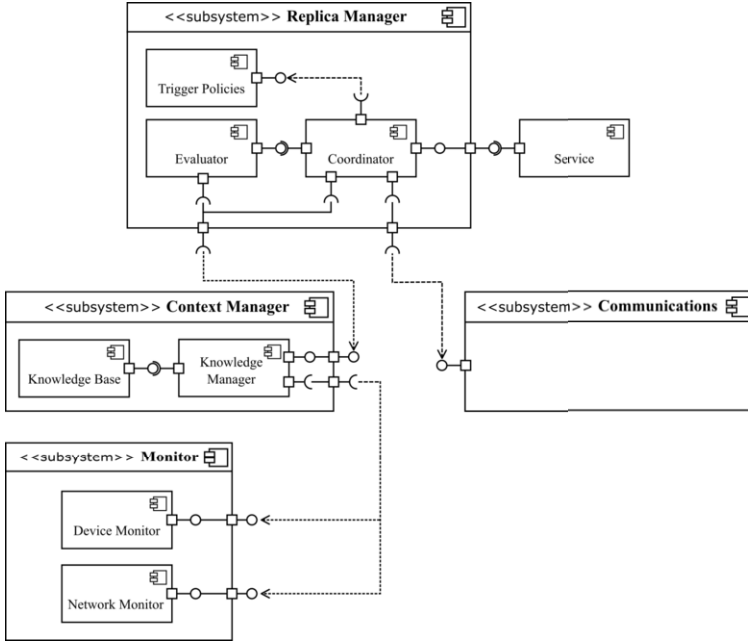 <<subsystem>> Replica Manager
Trigger Policies
Evaluator
Coordinator
Service
<<subsystem>> Context Manager
<<subsystem>> Communications
Knowledge Base
Knowledge
Manager
<<subsystem>> Monitor
Device Monitor
Network Monitor